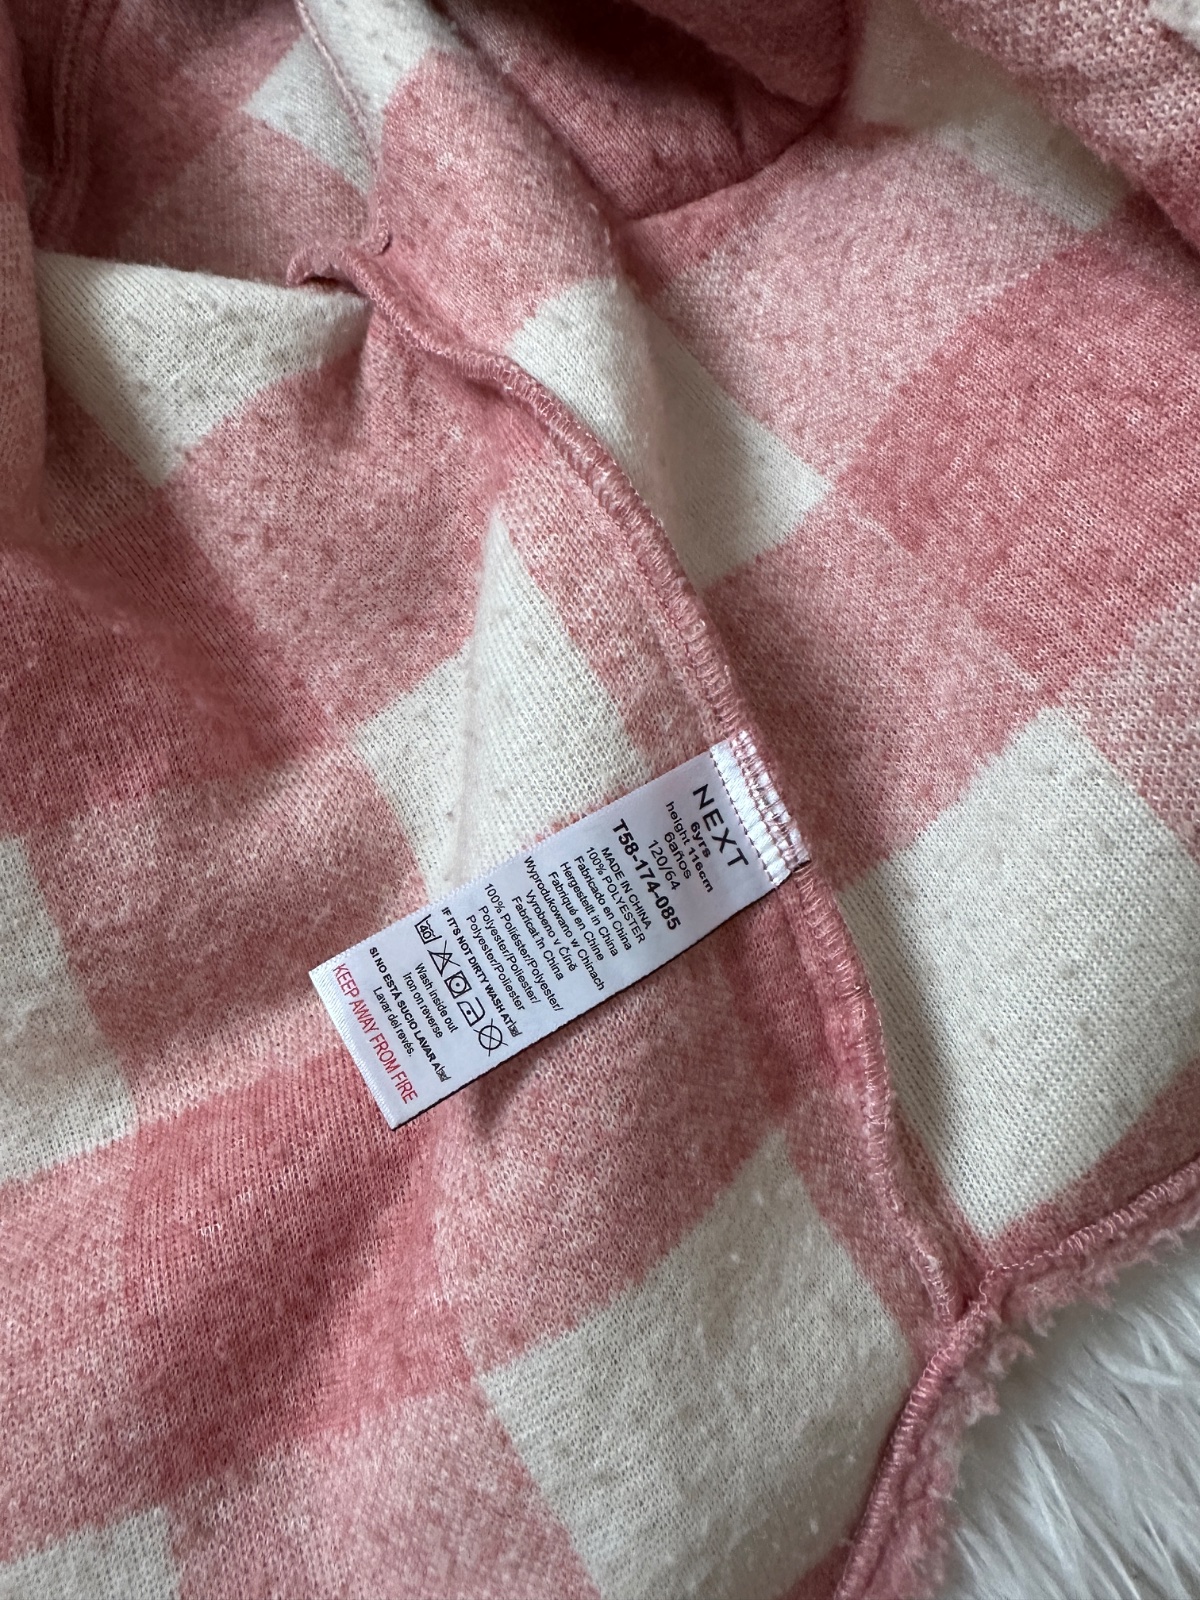 NEXT
6yrs
height 116cm
6años
120/64
T58-174-085
MADE IN CHINA
100% POLYESTER
Fabricado en China
Hergestellt in China
Fabriqué en Chine
Wyprodukowano w Chinach
Vyrobeno v Číně
Fabricat în China
100% Poliéster/Polyester/
Polyester/Poliester/
Polyester/Poliester
IF IT'S NOT DIRTY WASH AT
40
Wash inside out
Iron on reverse
SI NO ESTÁ SUCIO LAVAR A
Lavar del revés.
KEEP AWAY FROM FIRE